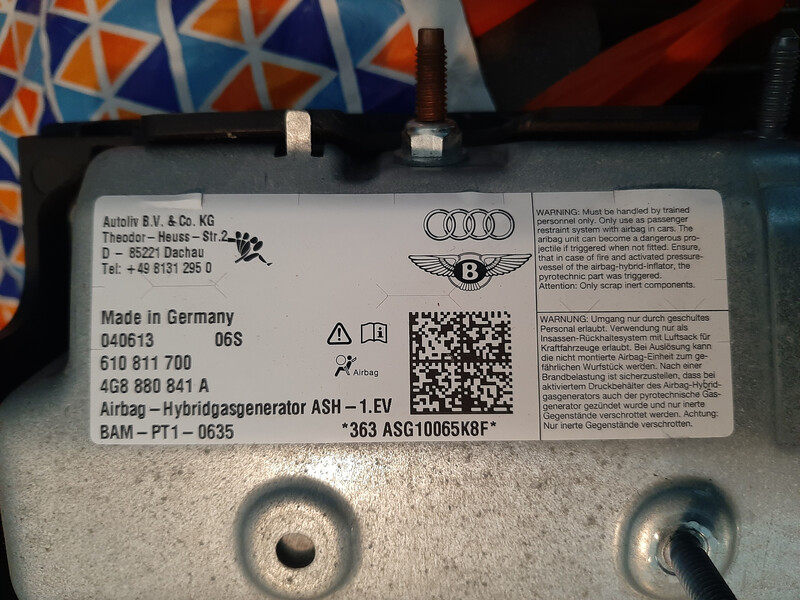 Autoliv B.V. & Co. KG
Theodor-Heuss-Str.2
D - 85221 Dachau
Tel: +49 8131 295 0
Made in Germany
040613 06S
610 811 700
4G8 880 841 A
Airbag-Hybridgasgenerator ASH-1.EV
BAM-PT1-0635 *363 ASG10065K8F*
Airbag
B
WARNING: Must be handled by trained
personnel only. Only use as passenger
restraint system with airbag in cars. The
airbag unit can become a dangerous pro-
jectile if triggered when not fitted. Ensure,
that in case of fire and activated pressure-
vessel of the airbag-hybrid-inflator, the
pyrotechnic part was triggered.
Attention: Only scrap inert components.
WARNUNG: Umgang nur durch geschultes
Personal erlaubt. Verwendung nur als
Insassen-Rückhaltesystem mit Luftsack für
Kraftfahrzeuge erlaubt. Bei Auslösung kann
die nicht montierte Airbag-Einheit zum ge-
fährlichen Wurfstück werden. Nach einer
Brandbelastung ist sicherzustellen, dass bei
aktiviertem Druckbehälter des Airbag-Hybrid-
gasgenerators auch der pyrotechnische Gas-
generator gezündet wurde und nur inerte
Gegenstände verschrottet werden. Achtung:
Nur inerte Gegenstände verschrotten.